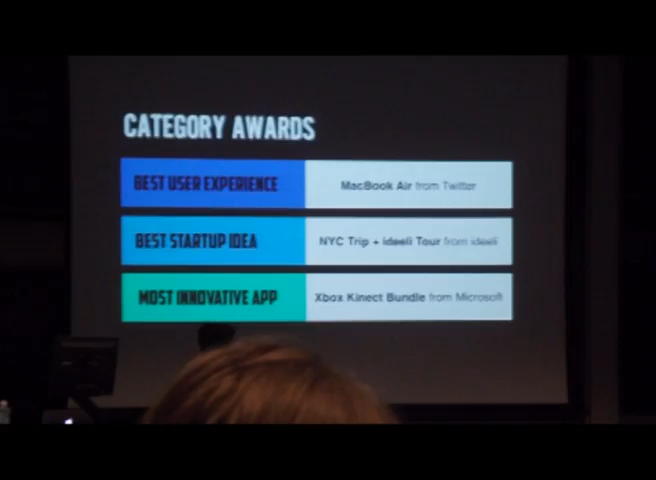 CATEGORY AWARDS
BEST USER EXPERIENCE
MacBook Air from Twitter
BEST STARTUP IDEA
NYC Trip + ideeli Tour from ideeli
MOST INNOVATIVE APP
Xbox Kinect Bundle from Microsoft